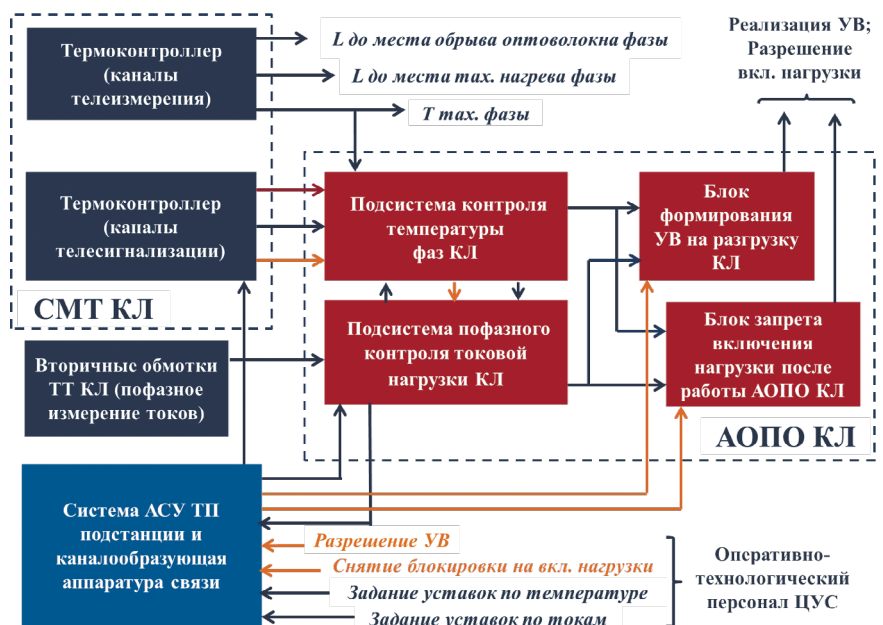 Термоконтроллер
(каналы
телеизмерения)
L до места обрыва оптоволокна фазы
L до места max. нагрева фазы
T max. фазы
Реализация УВ;
Разрешение
вкл. нагрузки
Термоконтроллер
(каналы
телесигнализации)
СМТ КЛ
Подсистема контроля
температуры
фаз КЛ
Блок
формирования
УВ на разгрузку
КЛ
Вторичные обмотки
ТТ КЛ (пофазное
измерение токов)
Подсистема пофазного
контроля токовой
нагрузки КЛ
Блок запрета
включения
нагрузки после
работы АОПО КЛ
АОПО КЛ
Система АСУ ТП
подстанции и
каналообразующая
аппаратура связи
Разрешение УВ
Снятие блокировки на вкл. нагрузки
Задание уставок по температуре
Задание уставок по токам
Оперативно-
технологический
персонал ЦУС